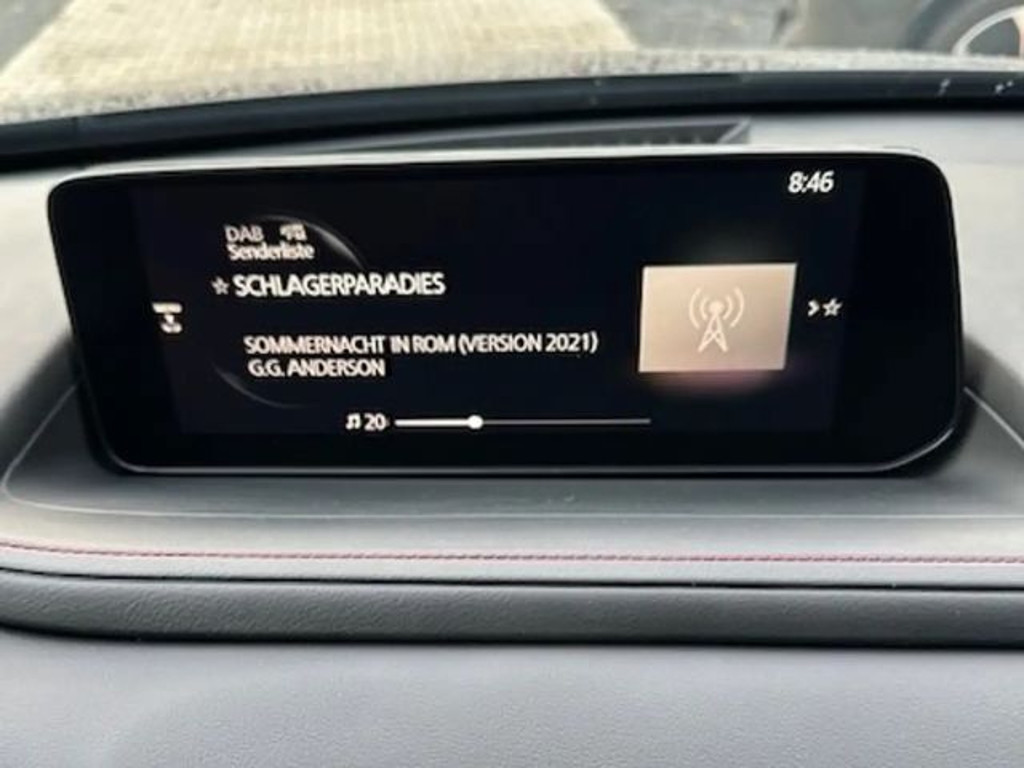 8:46
DAB
Senderliste
SCHLAGERPARADIES
SOMMERNACHT IN ROM (VERSION 2021)
G.G. ANDERSON
20